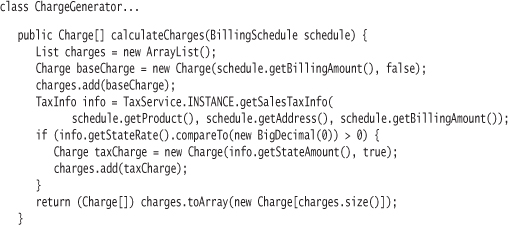 class ChargeGenerator...
public Charge[] calculateCharges(BillingSchedule schedule) {
List charges = new ArrayList();
Charge baseCharge = new Charge(schedule.getBillingAmount(), false);
charges.add(baseCharge);
TaxInfo info = TaxService.INSTANCE.getSalesTaxInfo(
schedule.getProduct(), schedule.getAddress(), schedule.getBillingAmount());
if (info.getStateRate().compareTo(new BigDecimal(0)) > 0) {
Charge taxCharge = new Charge(info.getStateAmount(), true);
charges.add(taxCharge);
}
return (Charge[]) charges.toArray(new Charge[charges.size()]);
}